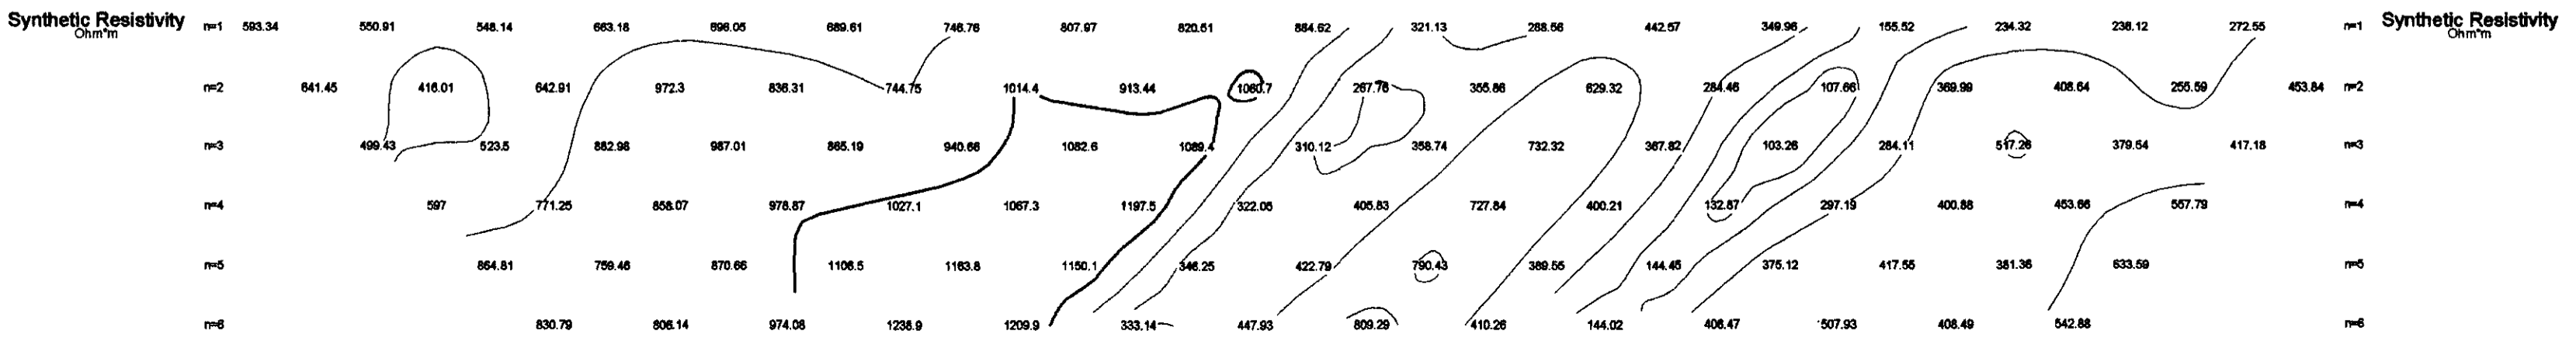 Synthetic Resistivity n=1 593.34 550.91 548.14 663.18 696.05 689.61 746.76 807.97 820.51 884.62 321.13 288.56 442.57 349.96 155.52 234.32 236.12 272.55 n=1 Synthetic Resistivity
Ohm*m Ohm*m
n=2 641.45 416.01 642.91 972.3 836.31 744.75 1014.4 913.44 1060.7 267.76 355.86 629.32 284.46 107.66 369.99 408.64 255.59 453.84 n=2
n=3 499.43 523.5 882.98 987.01 865.19 940.66 1082.6 1089.4 310.12 358.74 732.32 367.82 103.26 284.11 517.26 379.54 417.18 n=3
n=4 597 771.25 858.07 976.87 1027.1 1067.3 1197.5 322.06 405.83 727.84 400.21 132.87 297.19 400.88 453.66 557.79 n=4
n=5 864.81 759.46 870.66 1106.5 1163.8 1150.1 346.25 422.79 790.43 389.55 144.45 375.12 417.55 381.36 633.59 n=5
n=6 830.79 806.14 974.06 1236.9 1209.9 333.14 447.93 809.29 410.26 144.02 406.47 507.93 408.49 542.88 n=6